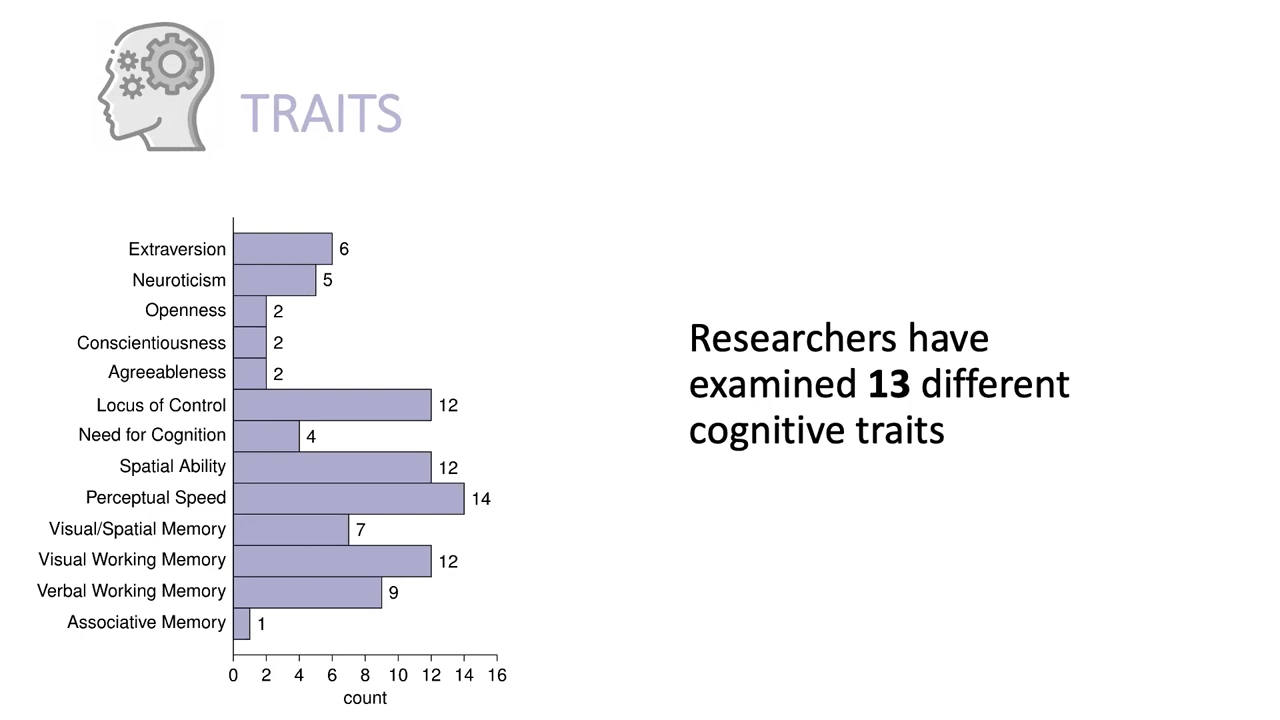 TRAITS
Extraversion 6
Neuroticism 5
Openness 2
Conscientiousness 2
Agreeableness 2
Locus of Control 12
Need for Cognition 4
Spatial Ability 12
Perceptual Speed 14
Visual/Spatial Memory 7
Visual Working Memory 12
Verbal Working Memory 9
Associative Memory 1
0 2 4 6 8 10 12 14 16
count
Researchers have
examined 13 different
cognitive traits